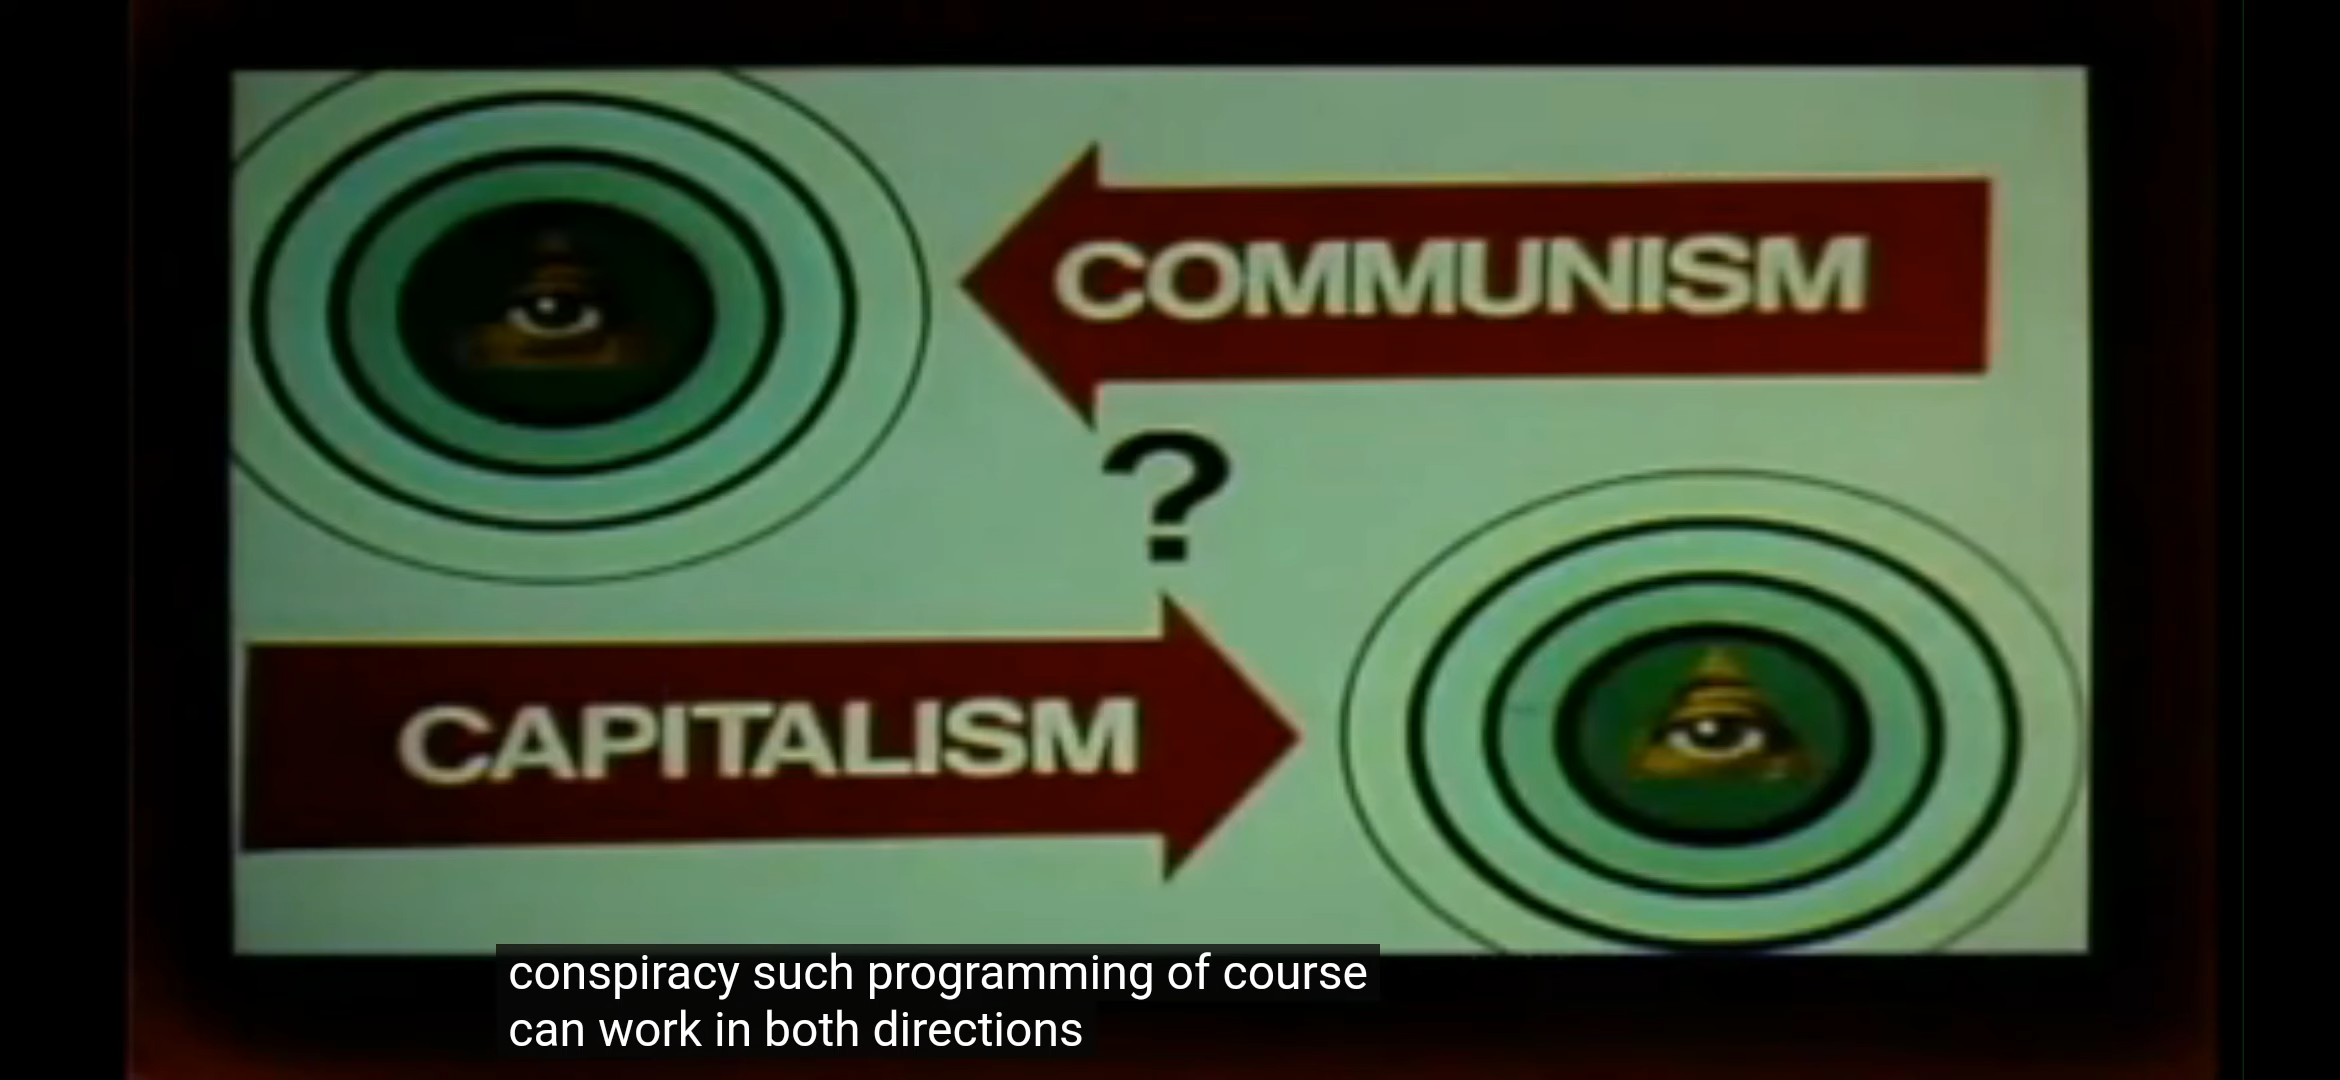 COMMUNISM
?
CAPITALISM
conspiracy such programming of course
can work in both directions